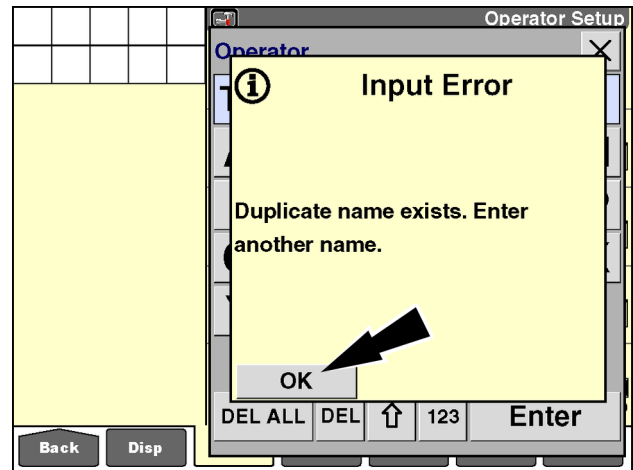 Operator Setup
Operator
Input Error
Duplicate name exists. Enter
another name.
OK
DEL ALL DEL 123 Enter
Back Disp